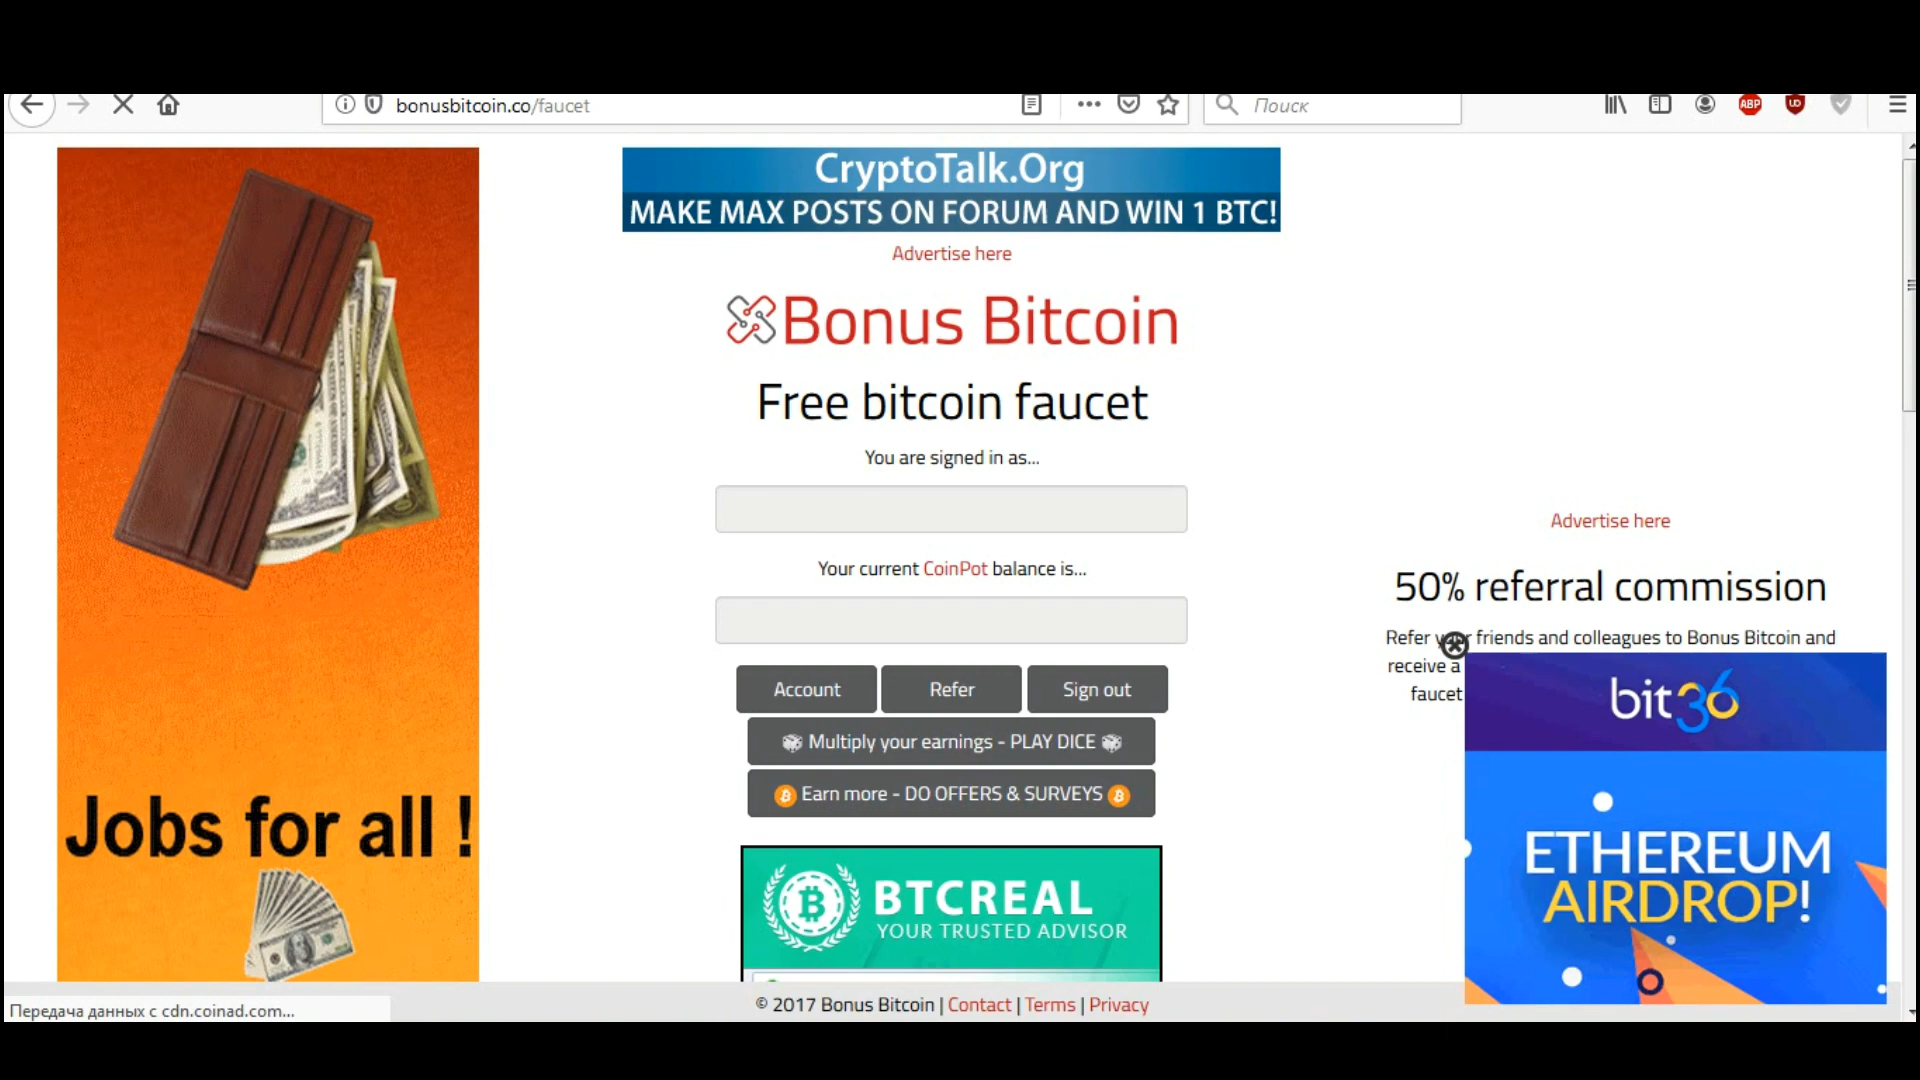 bonusbitcoin.co/faucet
Поиск
ABP
CryptoTalk.Org
MAKE MAX POSTS ON FORUM AND WIN 1 BTC!
Advertise here
Bonus Bitcoin
Free bitcoin faucet
You are signed in as...
Your current CoinPot balance is...
Account
Refer
Sign out
Multiply your earnings - PLAY DICE
Earn more - DO OFFERS & SURVEYS
BTCREAL
YOUR TRUSTED ADVISOR
Jobs for all !
Advertise here
50% referral commission
Refer your friends and colleagues to Bonus Bitcoin and
receive a
faucet
bit36
ETHEREUM
AIRDROP!
© 2017 Bonus Bitcoin | Contact | Terms | Privacy
Передача данных с cdn.coinad.com...